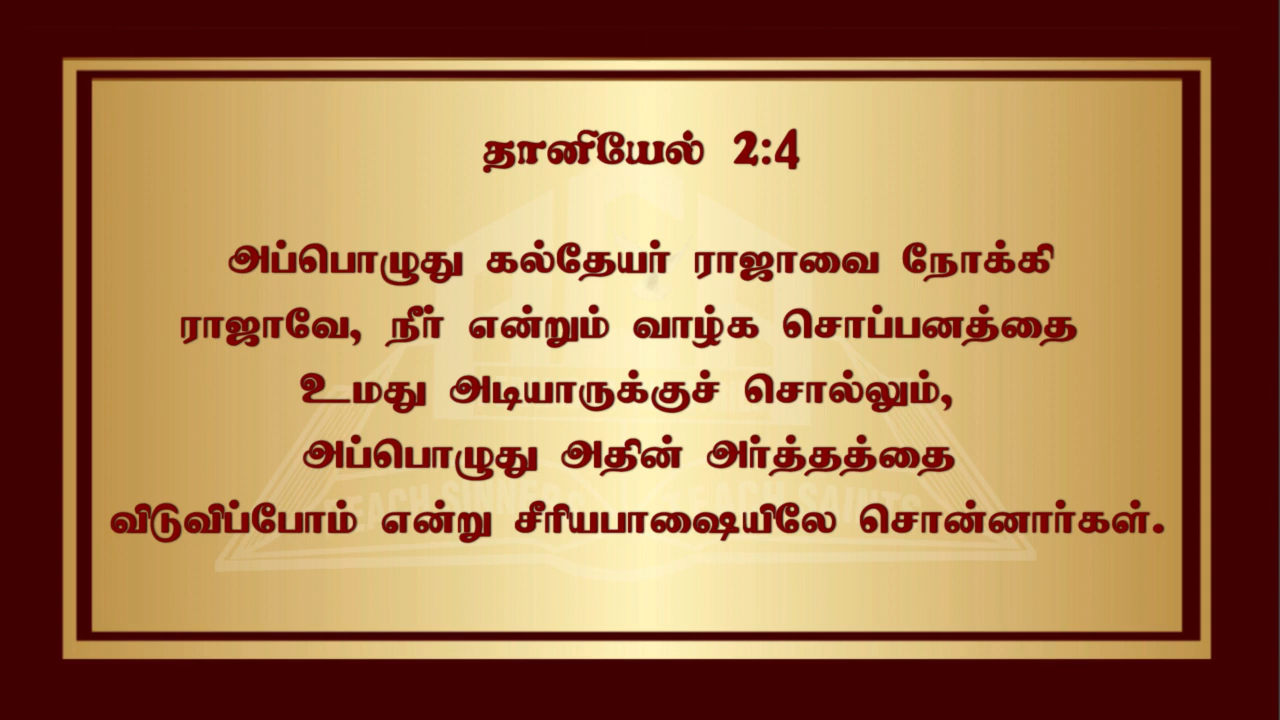 தானியேல் 2:4
அப்பொழுது கல்தேயர் ராஜாவை நோக்கி
ராஜாவே, நீர் என்றும் வாழ்க சொப்பனத்தை
உமது அடியாருக்குச் சொல்லும்,
அப்பொழுது அதின் அர்த்தத்தை
விடுவிப்போம் என்று சீரியபாஷையிலே சொன்னார்கள்.